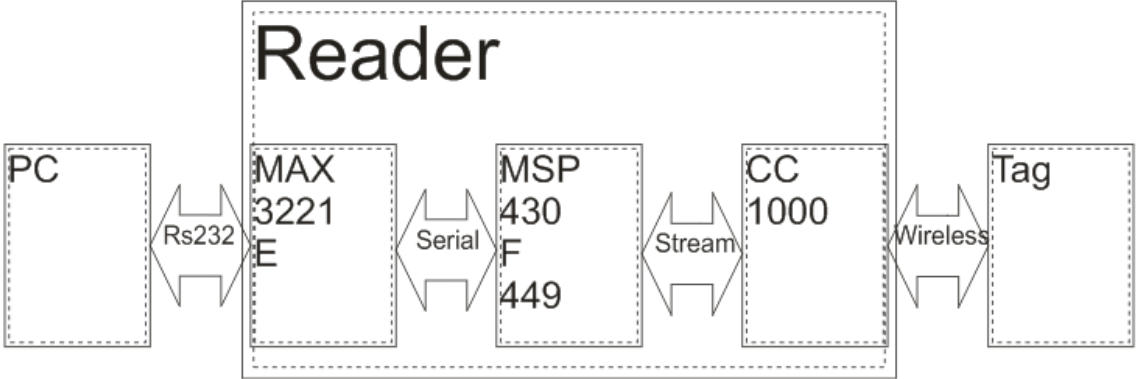 Reader
PC
Rs232
MAX
3221
E
Serial
MSP
430
F
449
Stream
CC
1000
Wireless
Tag